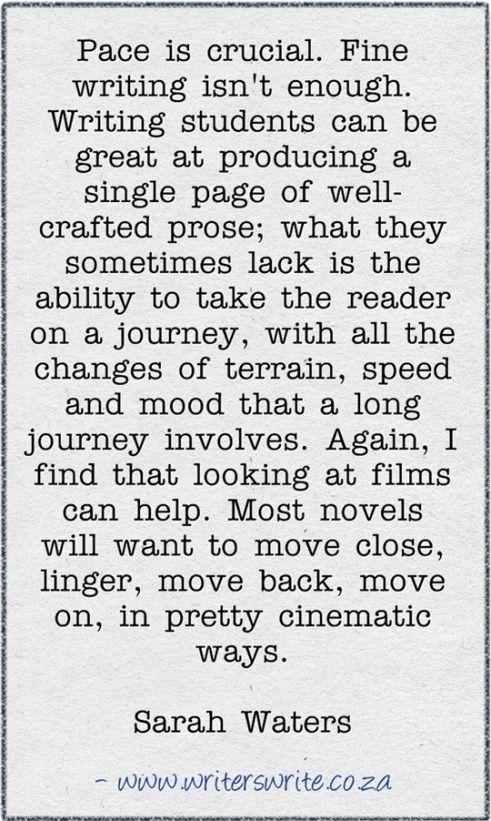 Pace is crucial. Fine
writing isn't enough.
Writing students can be
great at producing a
single page of well-
crafted prose; what they
sometimes lack is the
ability to take the reader
on a journey, with all the
changes of terrain, speed
and mood that a long
journey involves. Again, I
find that looking at films
can help. Most novels
will want to move close,
linger, move back, move
on, in pretty cinematic
ways.
Sarah Waters
- www.writerswrite.co.za